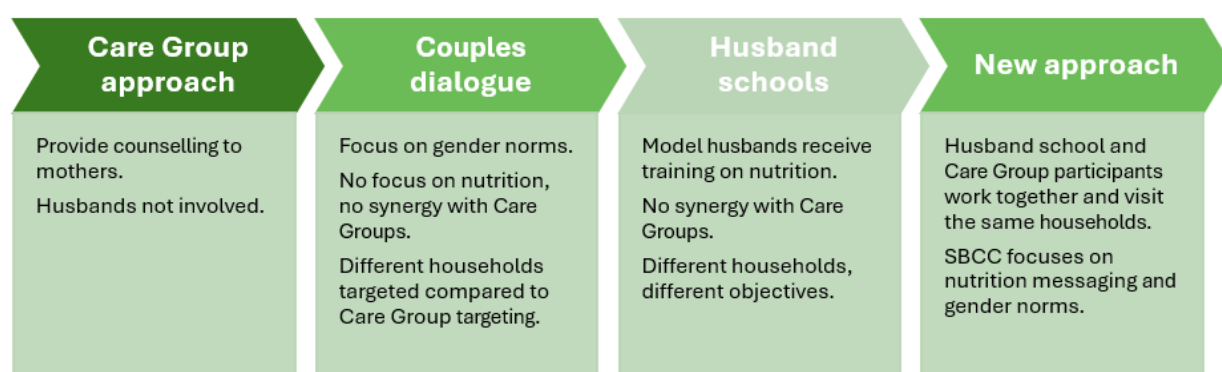 Care Group
approach
Provide counselling to
mothers.
Husbands not involved.
Couples
dialogue
Focus on gender norms.
No focus on nutrition,
no synergy with Care
Groups.
Different households
targeted compared to
Care Group targeting.
Husband
schools
Model husbands receive
training on nutrition.
No synergy with Care
Groups.
Different households,
different objectives.
New approach
Husband school and
Care Group participants
work together and visit
the same households.
SBCC focuses on
nutrition messaging and
gender norms.